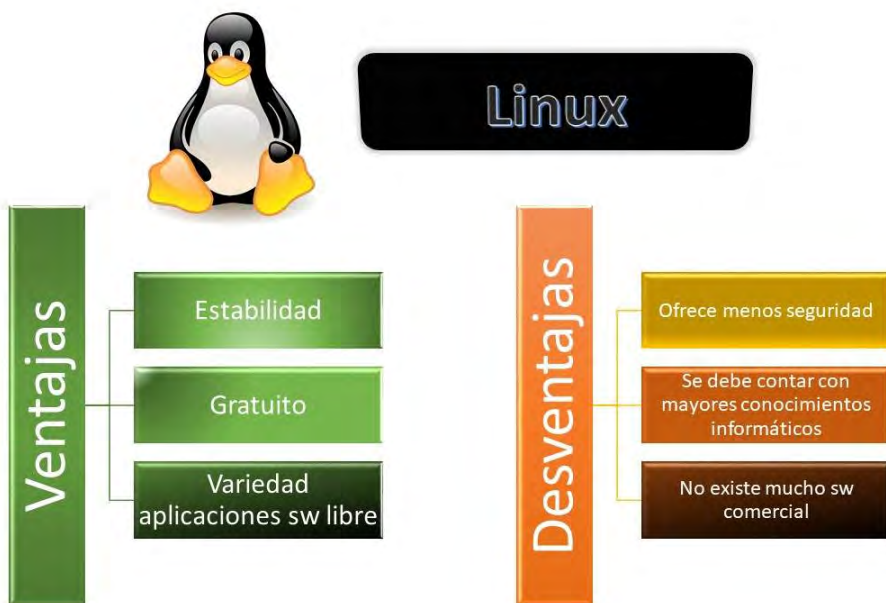 Linux
Ventajas
Estabilidad
Gratuito
Variedad
aplicaciones sw libre
Desventajas
Ofrece menos seguridad
Se debe contar con
mayores conocimientos
informáticos
No existe mucho sw
comercial